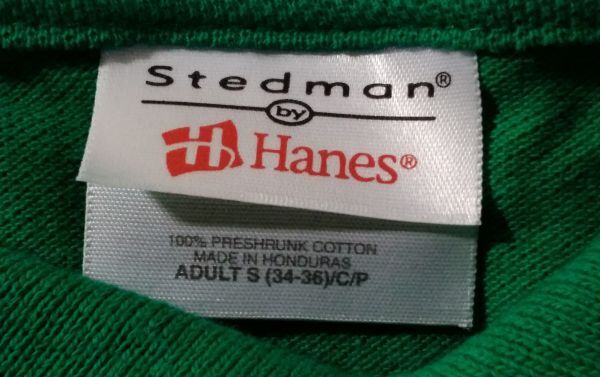 Stedman®
by
Hanes®
100% PRESHRUNK COTTON
MADE IN HONDURAS
ADULT S (34-36)/C/P